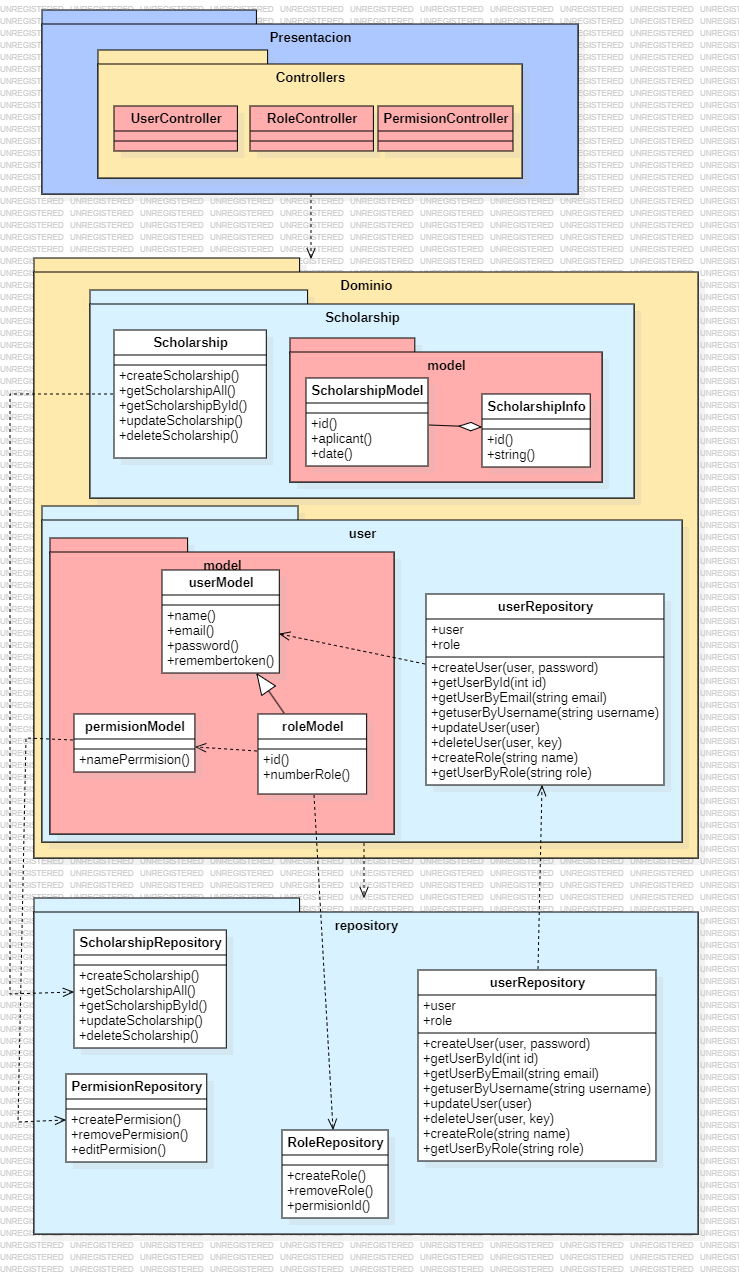 Presentacion
Controllers
UserController
RoleController
PermisionController
Dominio
Scholarship
Scholarship
+createScholarship()
+getScholarshipAll()
+getScholarshipById()
+updateScholarship()
+deleteScholarship()
model
ScholarshipModel
+id()
+aplicant()
+date()
ScholarshipInfo
+id()
+string()
user
model
userModel
+name()
+email()
+password()
+remembertoken()
permisionModel
+namePerrmision()
roleModel
+id()
+numberRole()
userRepository
+user
+role
+createUser(user, password)
+getUserById(int id)
+getUserByEmail(string email)
+getuserByUsername(string username)
+updateUser(user)
+deleteUser(user, key)
+createRole(string name)
+getUserByRole(string role)
repository
ScholarshipRepository
+createScholarship()
+getScholarshipAll()
+getScholarshipById()
+updateScholarship()
+deleteScholarship()
PermisionRepository
+createPermision()
+removePermision()
+editPermision()
RoleRepository
+createRole()
+removeRole()
+permisionId()
userRepository
+user
+role
+createUser(user, password)
+getUserById(int id)
+getUserByEmail(string email)
+getuserByUsername(string username)
+updateUser(user)
+deleteUser(user, key)
+createRole(string name)
+getUserByRole(string role)